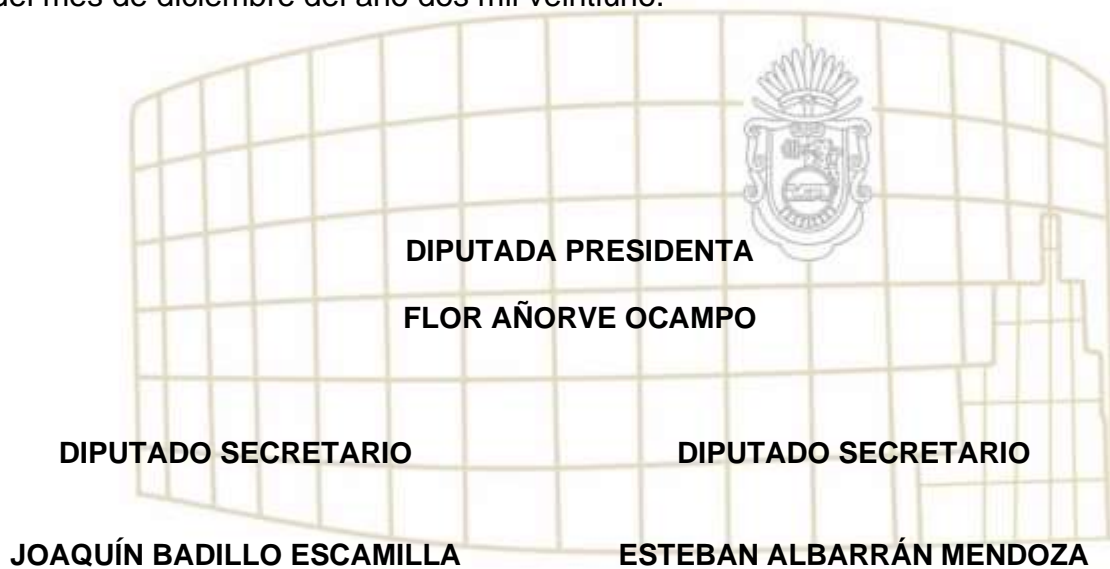 del mes de diciembre del año dos mil veintiuno.
DIPUTADA PRESIDENTA
FLOR AÑORVE OCAMPO
DIPUTADO SECRETARIO DIPUTADO SECRETARIO
JOAQUÍN BADILLO ESCAMILLA ESTEBAN ALBARRÁN MENDOZA